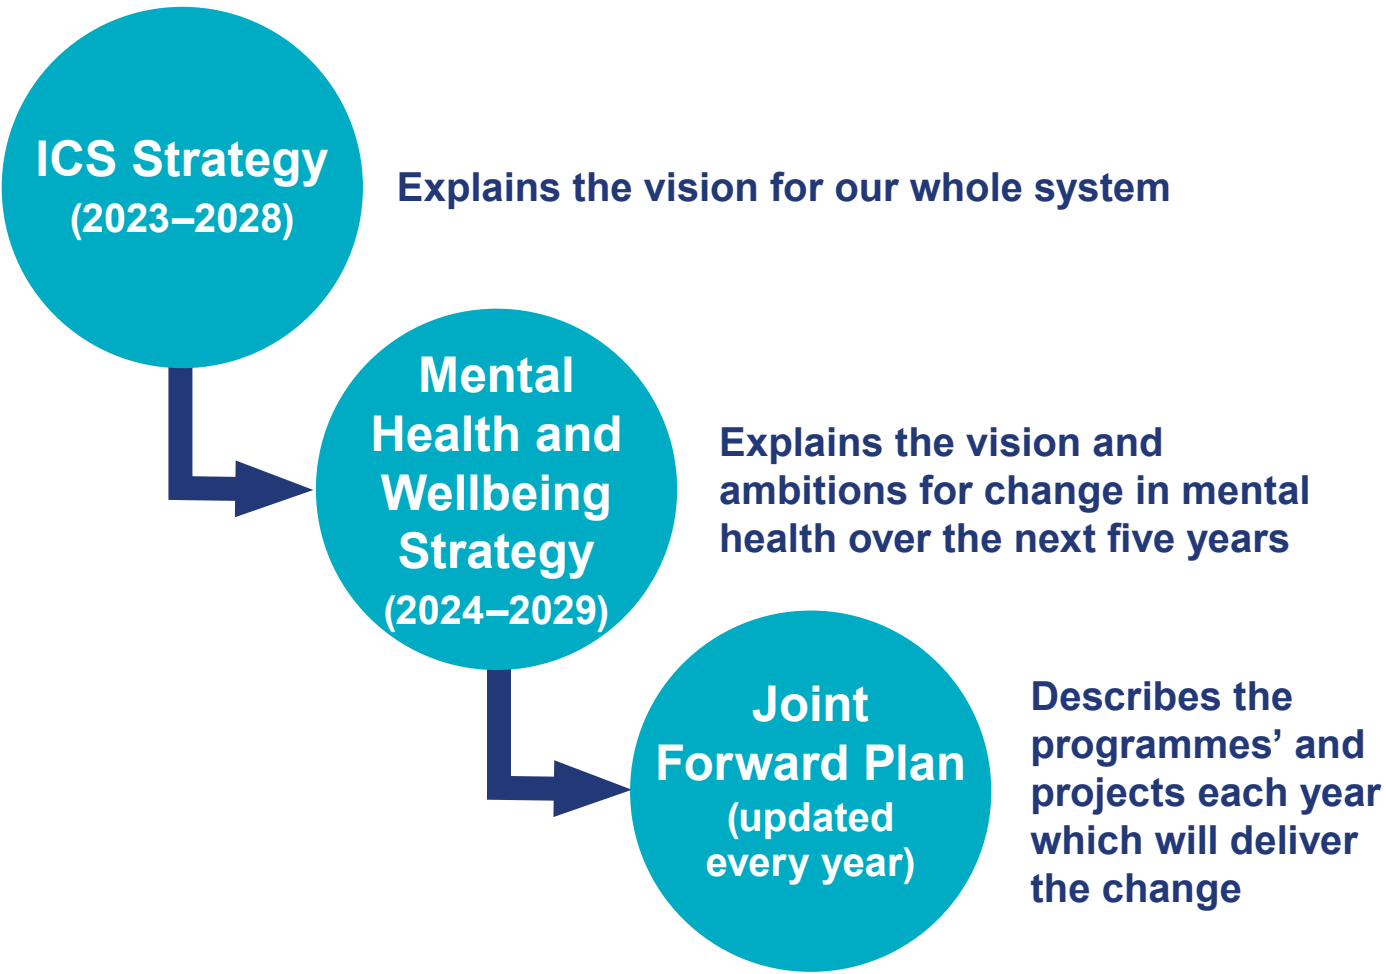 ICS Strategy
(2023–2028)
Explains the vision for our whole system
Mental
Health and
Wellbeing
Strategy
(2024–2029)
Explains the vision and
ambitions for change in mental
health over the next five years
Joint
Forward Plan
(updated
every year)
Describes the
programmes’ and
projects each year
which will deliver
the change